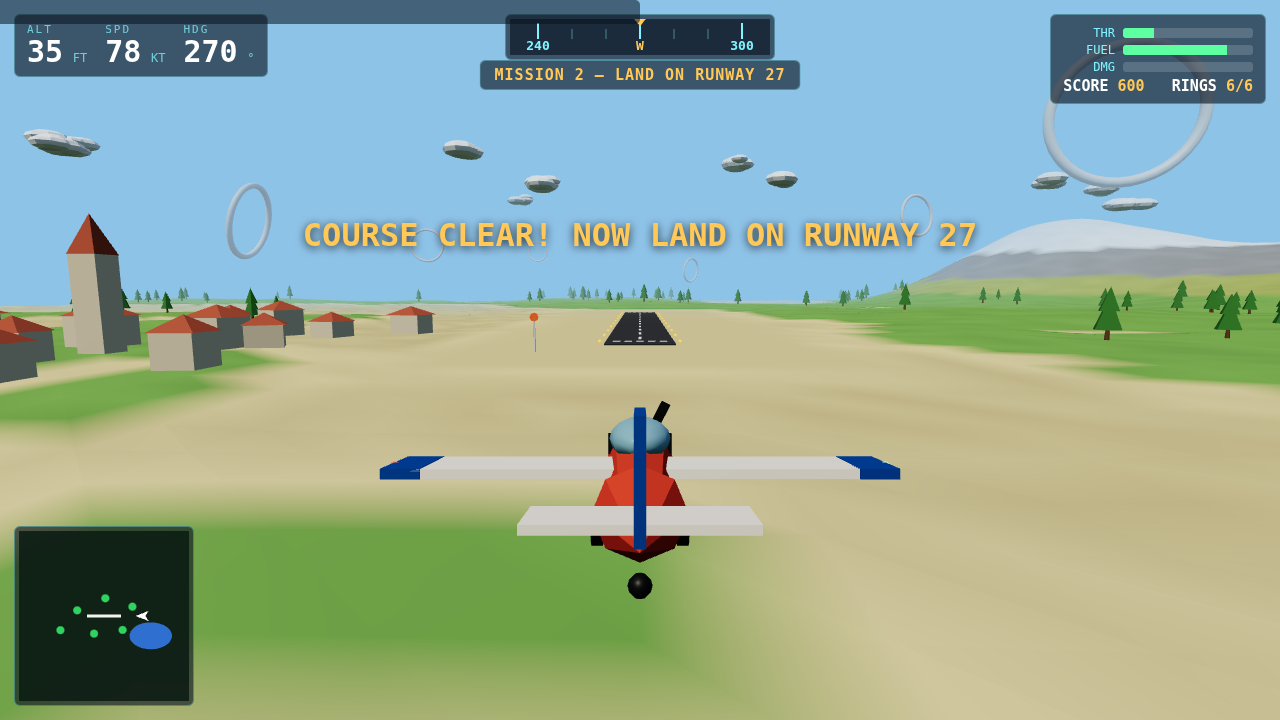 ALT SPD HDG
35 FT 78 KT 270 °
240 W 300
MISSION 2 — LAND ON RUNWAY 27
THR
FUEL
DMG
SCORE 600 RINGS 6/6
COURSE CLEAR! NOW LAND ON RUNWAY 27